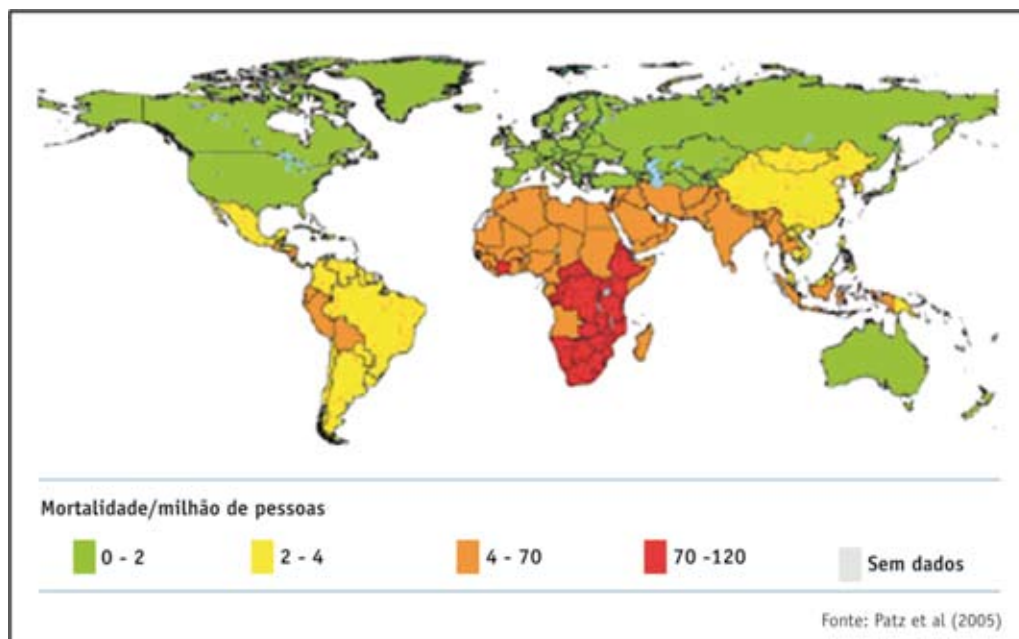 Mortalidade/milhão de pessoas
0 - 2 2 - 4 4 - 70 70 -120 Sem dados
Fonte: Patz et al (2005)